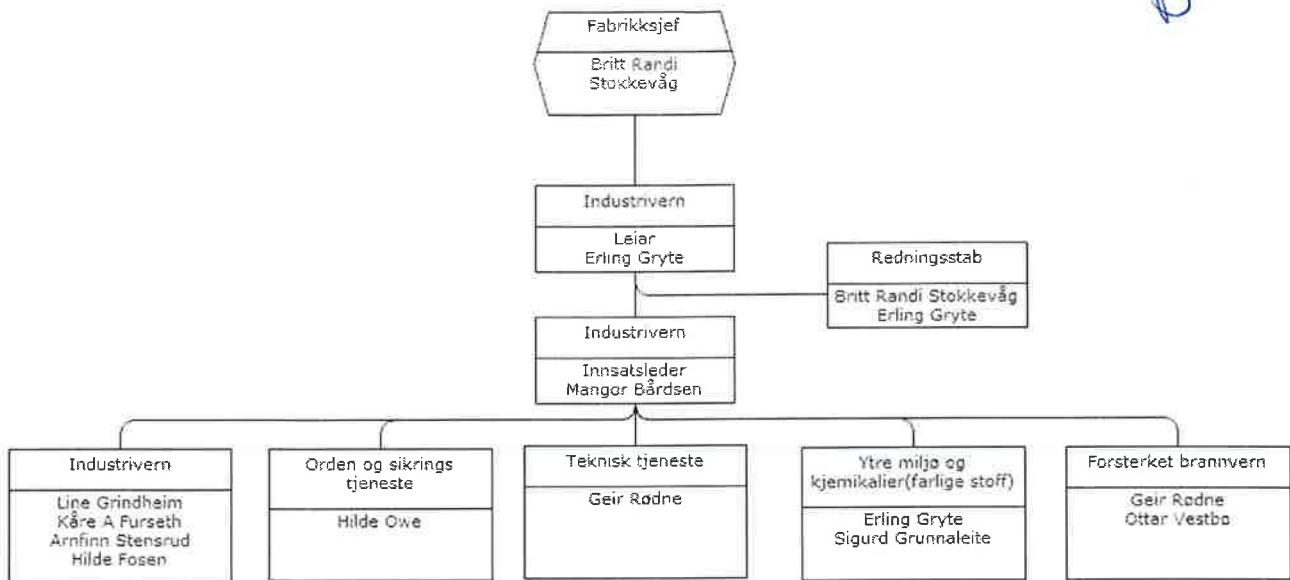 Fabrikksjef
Britt Randi
Stokkevåg
Industrivern
Leiar
Erling Gryte
Redningsstab
Britt Randi Stokkevåg
Erling Gryte
Industrivern
Innsatsleder
Mangor Bårdsen
Industrivern
Line Grindheim
Kåre A Furseth
Arnfinn Stensrud
Hilde Fosen
Orden og sikrings
tjeneste
Hilde Owe
Teknisk tjeneste
Geir Rødne
Ytre miljø og
kjemikalier(farlige stoff)
Erling Gryte
Sigurd Grunnaleite
Forsterket brannvern
Geir Rødne
Ottar Vestbø